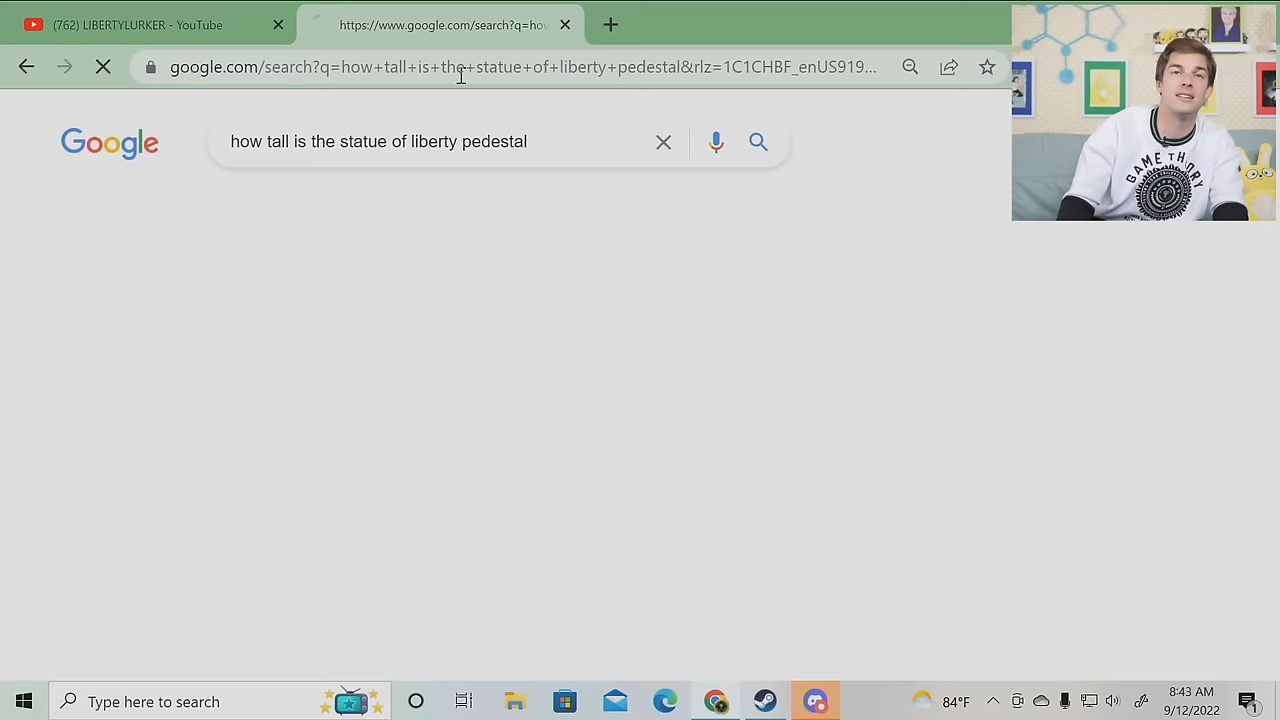 (762) LIBERTYLURKER - YouTube
https://www.google.com/search?q=ho
google.com/search?q=how+tall+is+the+statue+of+liberty+pedestal&rlz=1C1CHBF_enUS919...
GAME THEORY
Google
how tall is the statue of liberty pedestal
Type here to search
84°F
8:43 AM
9/12/2022
1